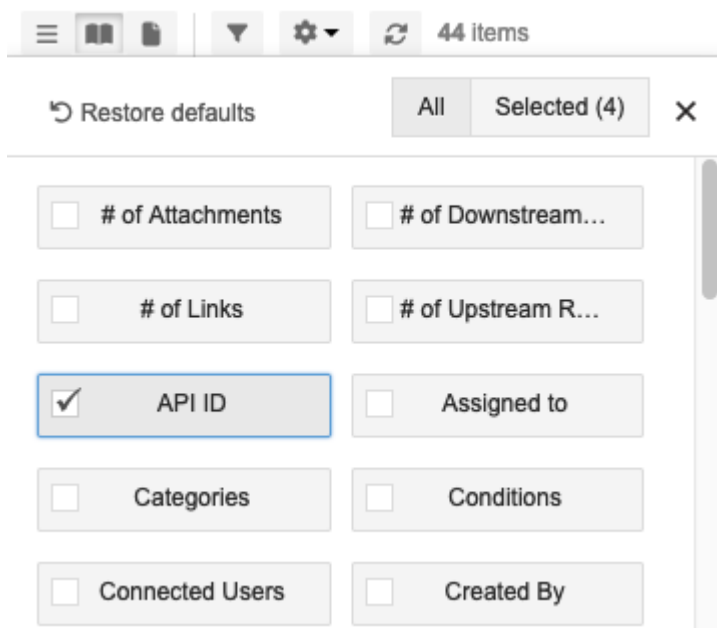 44 items
Restore defaults
All
Selected (4)
# of Attachments
# of Downstream...
# of Links
# of Upstream R...
API ID
Assigned to
Categories
Conditions
Connected Users
Created By